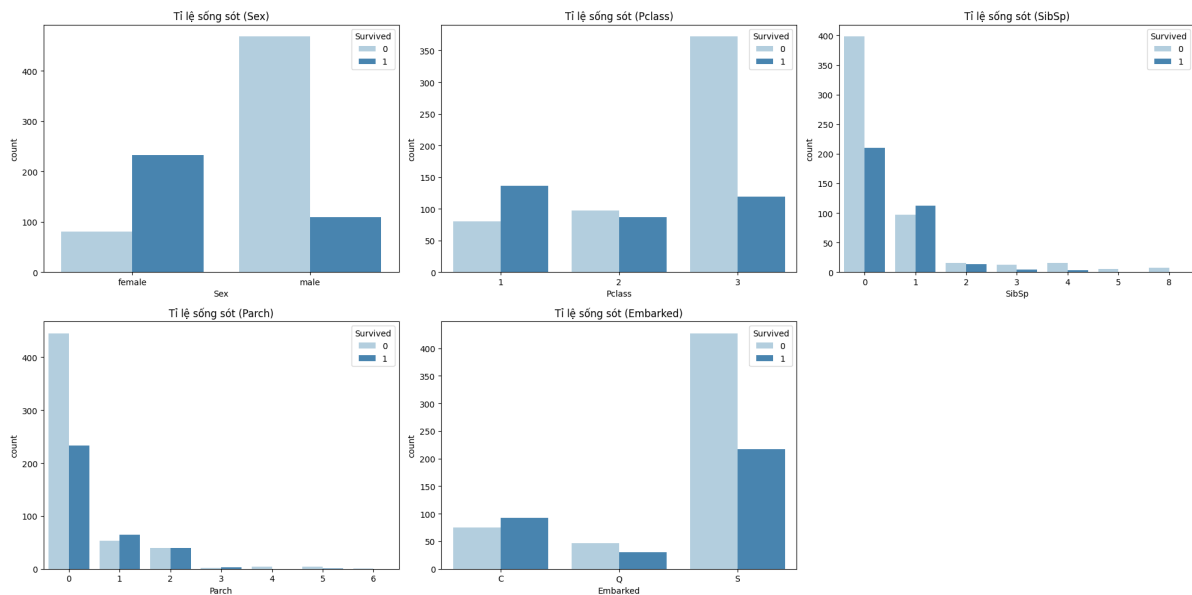 Tỉ lệ sống sót (Sex)
Survived
0
1
count
400
300
200
100
0
female
male
Sex
Tỉ lệ sống sót (Pclass)
Survived
0
1
count
350
300
250
200
150
100
50
0
1
2
3
Pclass
Tỉ lệ sống sót (SibSp)
Survived
0
1
count
400
350
300
250
200
150
100
50
0
0
1
2
3
4
5
8
SibSp
Tỉ lệ sống sót (Parch)
Survived
0
1
count
400
300
200
100
0
0
1
2
3
4
5
6
Parch
Tỉ lệ sống sót (Embarked)
Survived
0
1
count
400
350
300
250
200
150
100
50
0
C
Q
S
Embarked